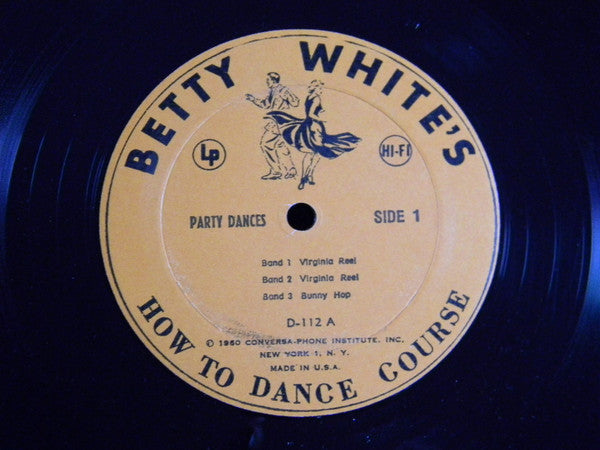 BETTY WHITE'S
LP
HI-FI
PARTY DANCES
SIDE 1
Band 1 Virginia Reel
Band 2 Virginia Reel
Band 3 Bunny Hop
D-112 A
© 1960 CONVERSA-PHONE INSTITUTE, INC.
NEW YORK 1, N. Y.
MADE IN U.S.A.
HOW TO DANCE COURSE